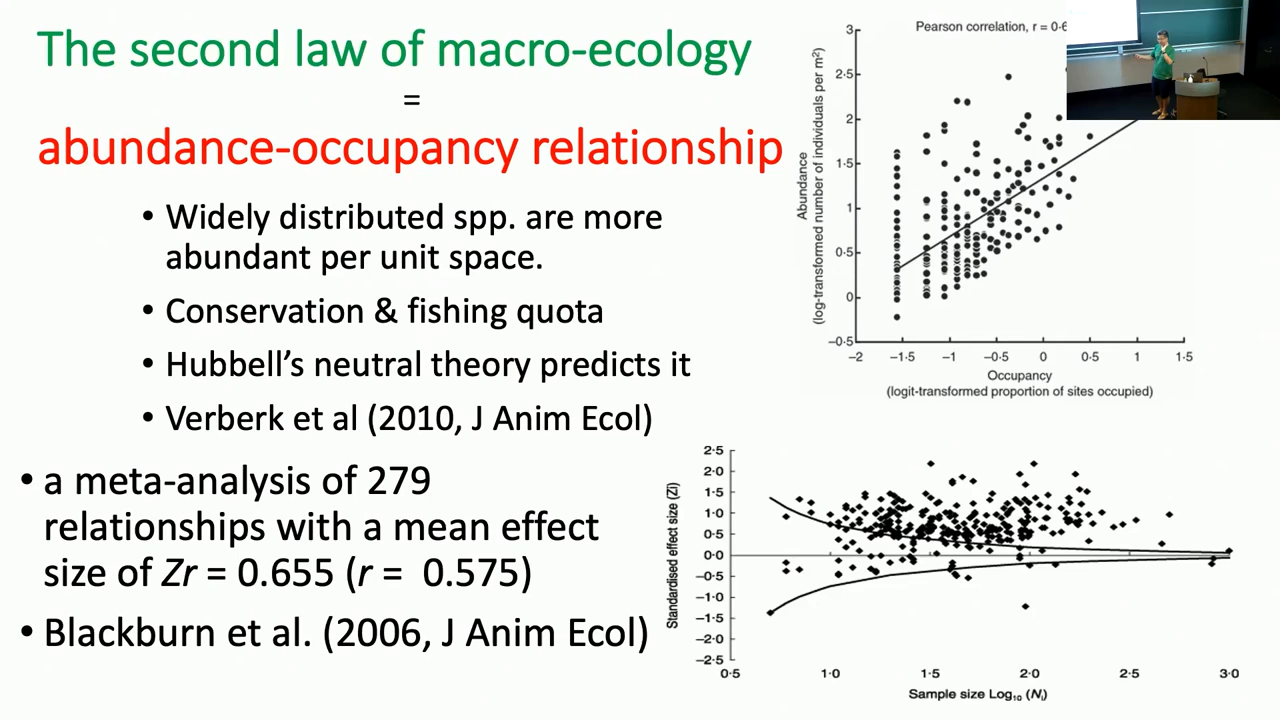 The second law of macro-ecology
=
abundance-occupancy relationship
• Widely distributed spp. are more
abundant per unit space.
• Conservation & fishing quota
• Hubbell's neutral theory predicts it
• Verberk et al (2010, J Anim Ecol)
• a meta-analysis of 279
relationships with a mean effect
size of Zr = 0.655 (r = 0.575)
• Blackburn et al. (2006, J Anim Ecol)
Pearson correlation, r = 0·6
Abundance
(log-transformed number of individuals per m²)
3
2·5
2
1·5
1
0·5
0
−0·5
−2 −1·5 −1 −0·5 0 0·5 1 1·5
Occupancy
(logit-transformed proportion of sites occupied)
Standardised effect size (Zi)
2·5
2·0
1·5
1·0
0·5
0·0
−0·5
−1·0
−1·5
−2·0
−2·5
0·5 1·0 1·5 2·0 2·5 3·0
Sample size Log₁₀ (Nᵢ)